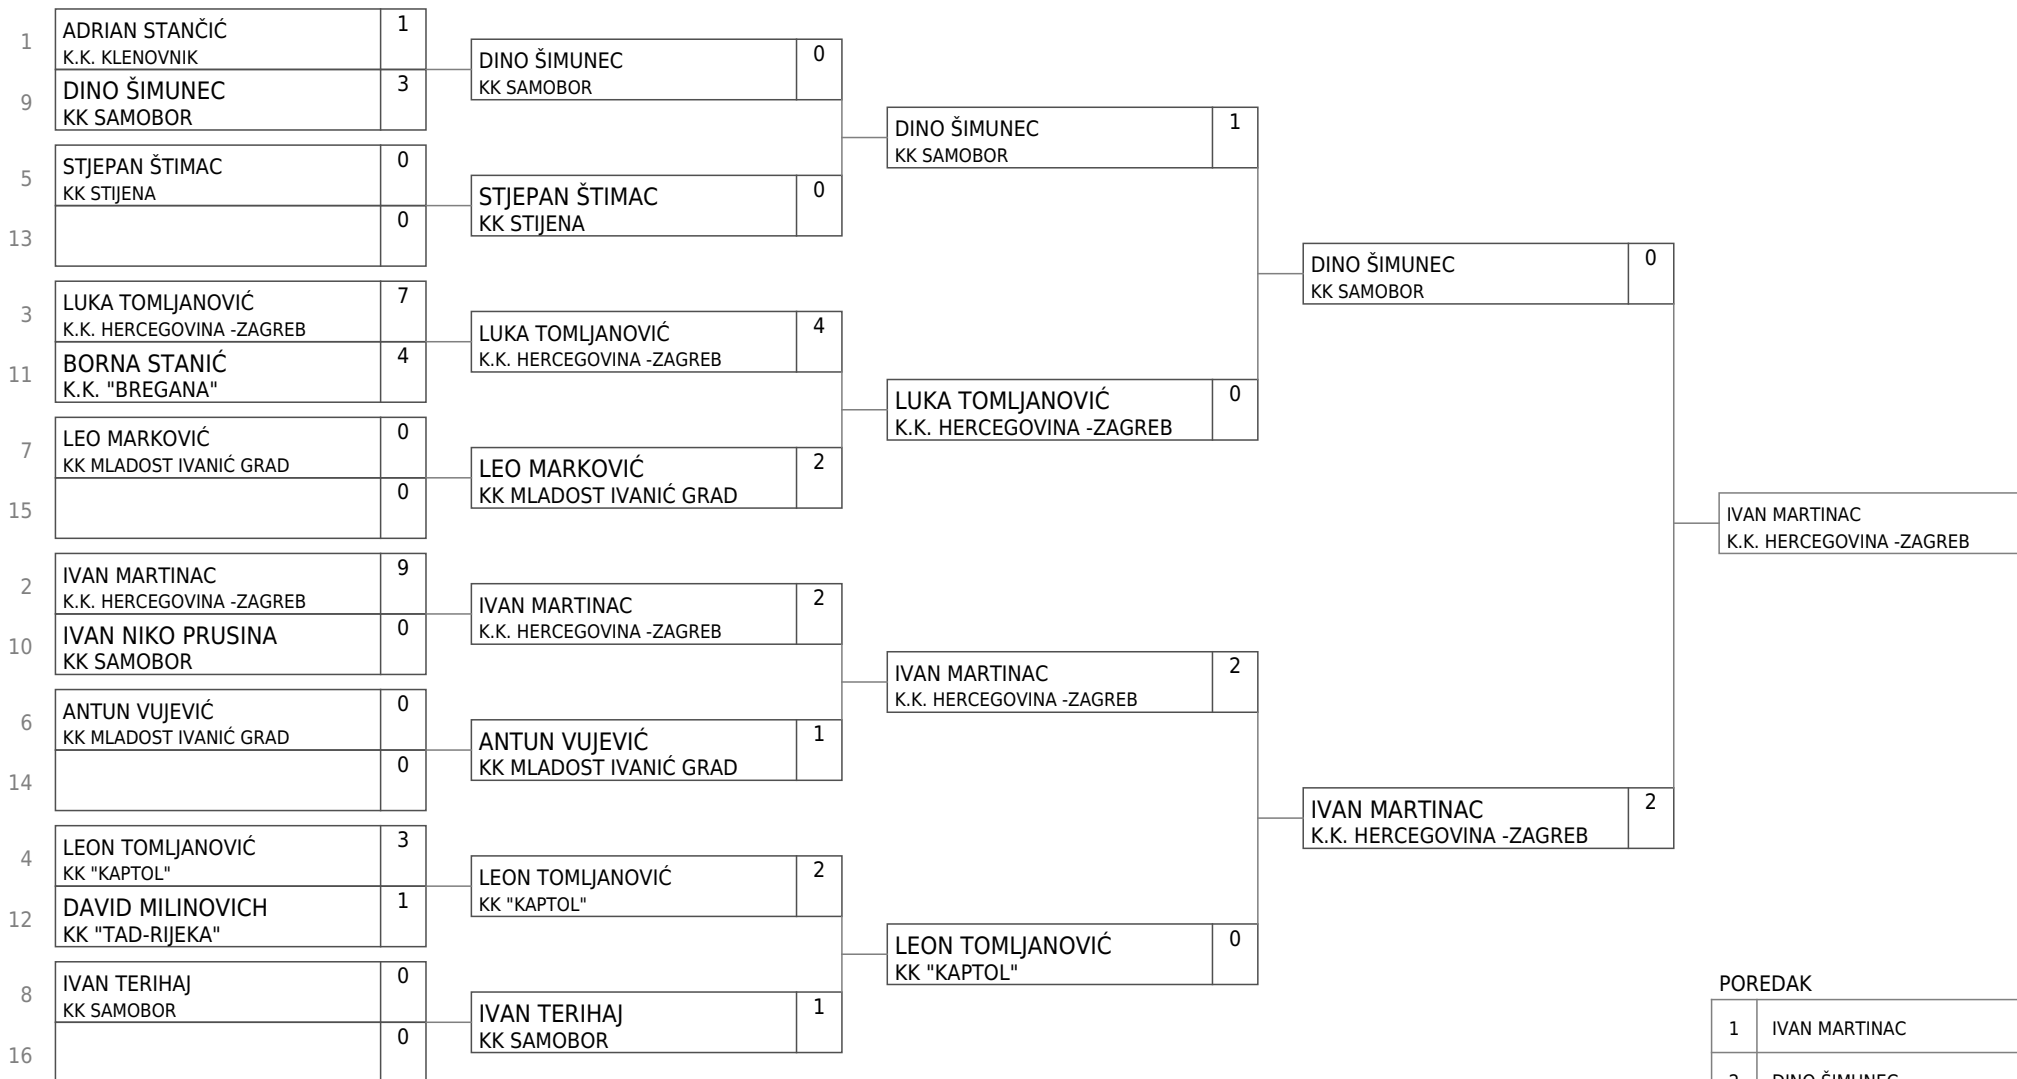 1
ADRIAN STANČIĆ
1
K.K. KLENOVNIK
9
DINO ŠIMUNEC
3
KK SAMOBOR
5
STJEPAN ŠTIMAC
0
KK STIJENA
13
0
3
LUKA TOMLJANOVIĆ
7
K.K. HERCEGOVINA -ZAGREB
11
BORNA STANIĆ
4
K.K. "BREGANA"
7
LEO MARKOVIĆ
0
KK MLADOST IVANIĆ GRAD
15
0
2
IVAN MARTINAC
9
K.K. HERCEGOVINA -ZAGREB
10
IVAN NIKO PRUSINA
0
KK SAMOBOR
6
ANTUN VUJEVIĆ
0
KK MLADOST IVANIĆ GRAD
14
0
4
LEON TOMLJANOVIĆ
3
KK "KAPTOL"
12
DAVID MILINOVICH
1
KK "TAD-RIJEKA"
8
IVAN TERIHAJ
0
KK SAMOBOR
16
0
DINO ŠIMUNEC
0
KK SAMOBOR
STJEPAN ŠTIMAC
0
KK STIJENA
LUKA TOMLJANOVIĆ
4
K.K. HERCEGOVINA -ZAGREB
LEO MARKOVIĆ
2
KK MLADOST IVANIĆ GRAD
IVAN MARTINAC
2
K.K. HERCEGOVINA -ZAGREB
ANTUN VUJEVIĆ
1
KK MLADOST IVANIĆ GRAD
LEON TOMLJANOVIĆ
2
KK "KAPTOL"
IVAN TERIHAJ
1
KK SAMOBOR
DINO ŠIMUNEC
1
KK SAMOBOR
LUKA TOMLJANOVIĆ
0
K.K. HERCEGOVINA -ZAGREB
IVAN MARTINAC
2
K.K. HERCEGOVINA -ZAGREB
LEON TOMLJANOVIĆ
0
KK "KAPTOL"
DINO ŠIMUNEC
0
KK SAMOBOR
IVAN MARTINAC
2
K.K. HERCEGOVINA -ZAGREB
IVAN MARTINAC
K.K. HERCEGOVINA -ZAGREB
POREDAK
1 IVAN MARTINAC
2 DINO ŠIMUNEC